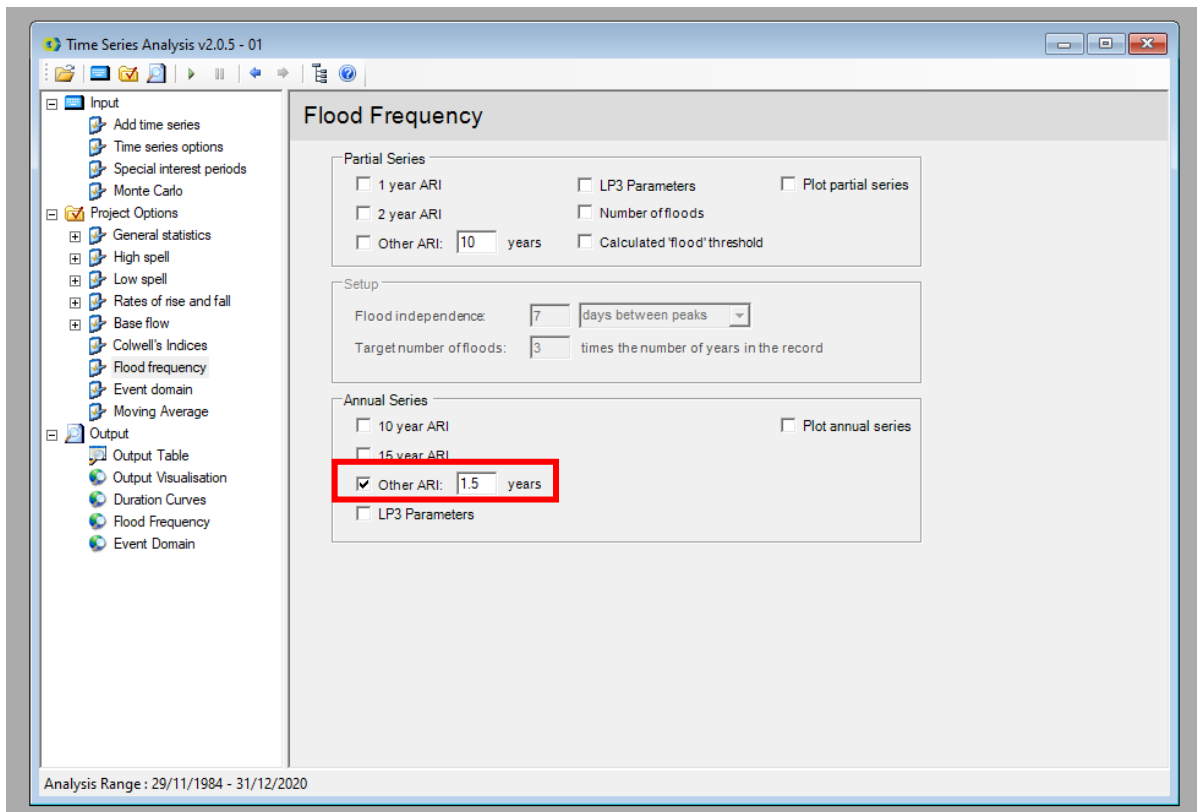 Time Series Analysis v2.0.5 - 01
Input
Add time series
Time series options
Special interest periods
Monte Carlo
Project Options
General statistics
High spell
Low spell
Rates of rise and fall
Base flow
Colwell's Indices
Flood frequency
Event domain
Moving Average
Output
Output Table
Output Visualisation
Duration Curves
Flood Frequency
Event Domain
Flood Frequency
Partial Series
1 year ARI LP3 Parameters Plot partial series
2 year ARI Number of floods
Other ARI: 10 years Calculated 'flood' threshold
Setup
Flood independence: 7 days between peaks
Target number of floods: 3 times the number of years in the record
Annual Series
10 year ARI Plot annual series
15 year ARI
Other ARI: 1.5 years
LP3 Parameters
Analysis Range : 29/11/1984 - 31/12/2020